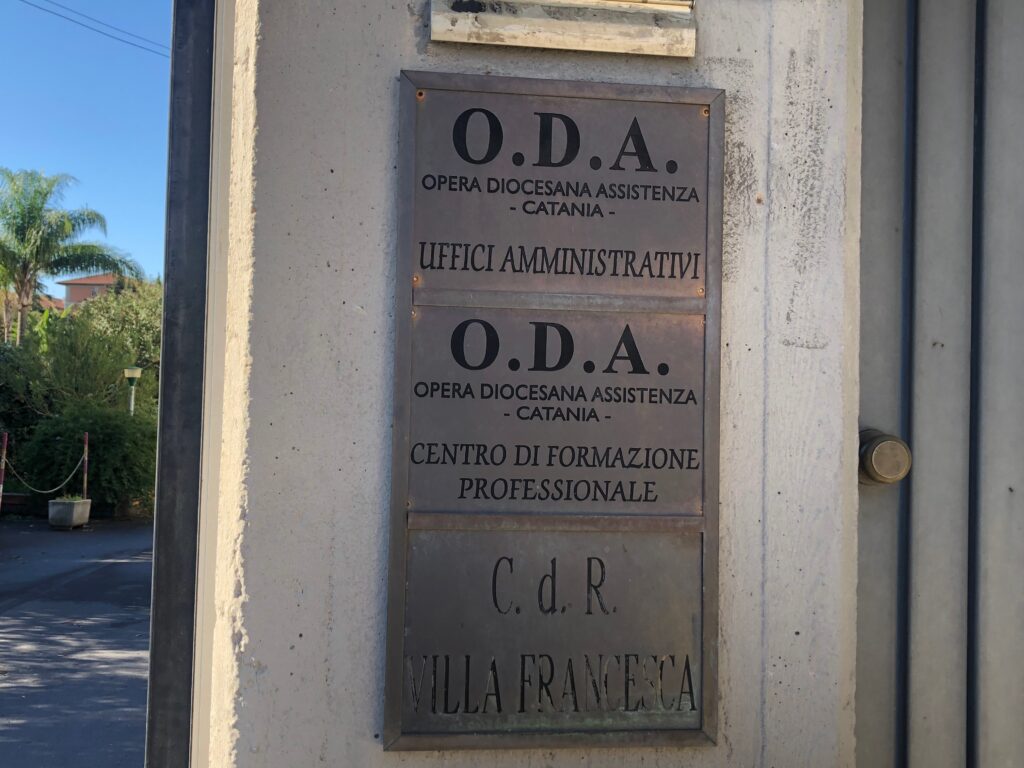 O.D.A.
OPERA DIOCESANA ASSISTENZA
- CATANIA -
UFFICI AMMINISTRATIVI
O.D.A.
OPERA DIOCESANA ASSISTENZA
- CATANIA -
CENTRO DI FORMAZIONE
PROFESSIONALE
C. d. R.
VILLA FRANCESCA